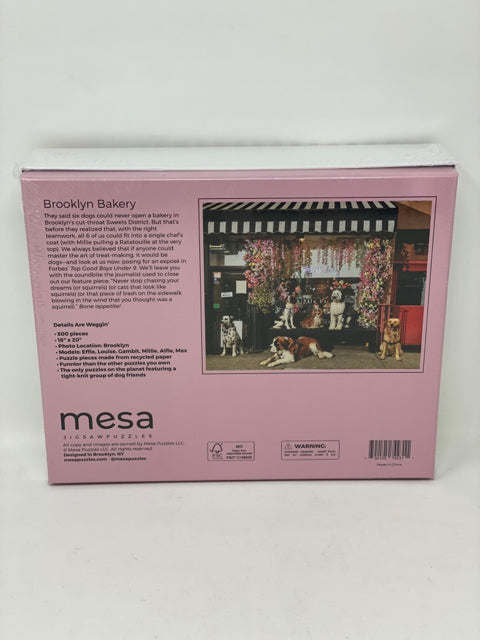 Brooklyn Bakery
They said six dogs could never open a bakery in
Brooklyn's cut-throat Sweets District. But that's
before they realized that, with the right
teamwork, all 6 of us could fit into a single chef's
coat (with Millie pulling a Ratatouille at the very
top). We always believed that if anyone could
master the art of treat-making, it would be
dogs—and look at us now, posing for an exposé in
Forbes' Top Good Boys Under 9. We'll leave you
with the soundbite the journalist used to close
out our feature piece: "Never stop chasing your
dreams (or squirrels) (or cats that look like
squirrels) (or that piece of trash on the sidewalk
blowing in the wind that you thought was a
squirrel)." Bone appetite!
Details Are Waggin'
• 500 pieces
• 16" x 20"
• Photo Location: Brooklyn
• Models: Effie, Louise, Gambit, Millie, Alfie, Max
• Puzzle pieces made from recycled paper
• Funnier than the other puzzles you own
• The only puzzles on the planet featuring a
tight-knit group of dog friends
mesa
JIGSAWPUZZLES
All copy and images are owned by Mesa Puzzles LLC.
© Mesa Puzzles LLC.
Designed in Brooklyn, NY
mesapuzzles.com · @mesapuzzles
FSC
MIX
WARNING:
Made in China